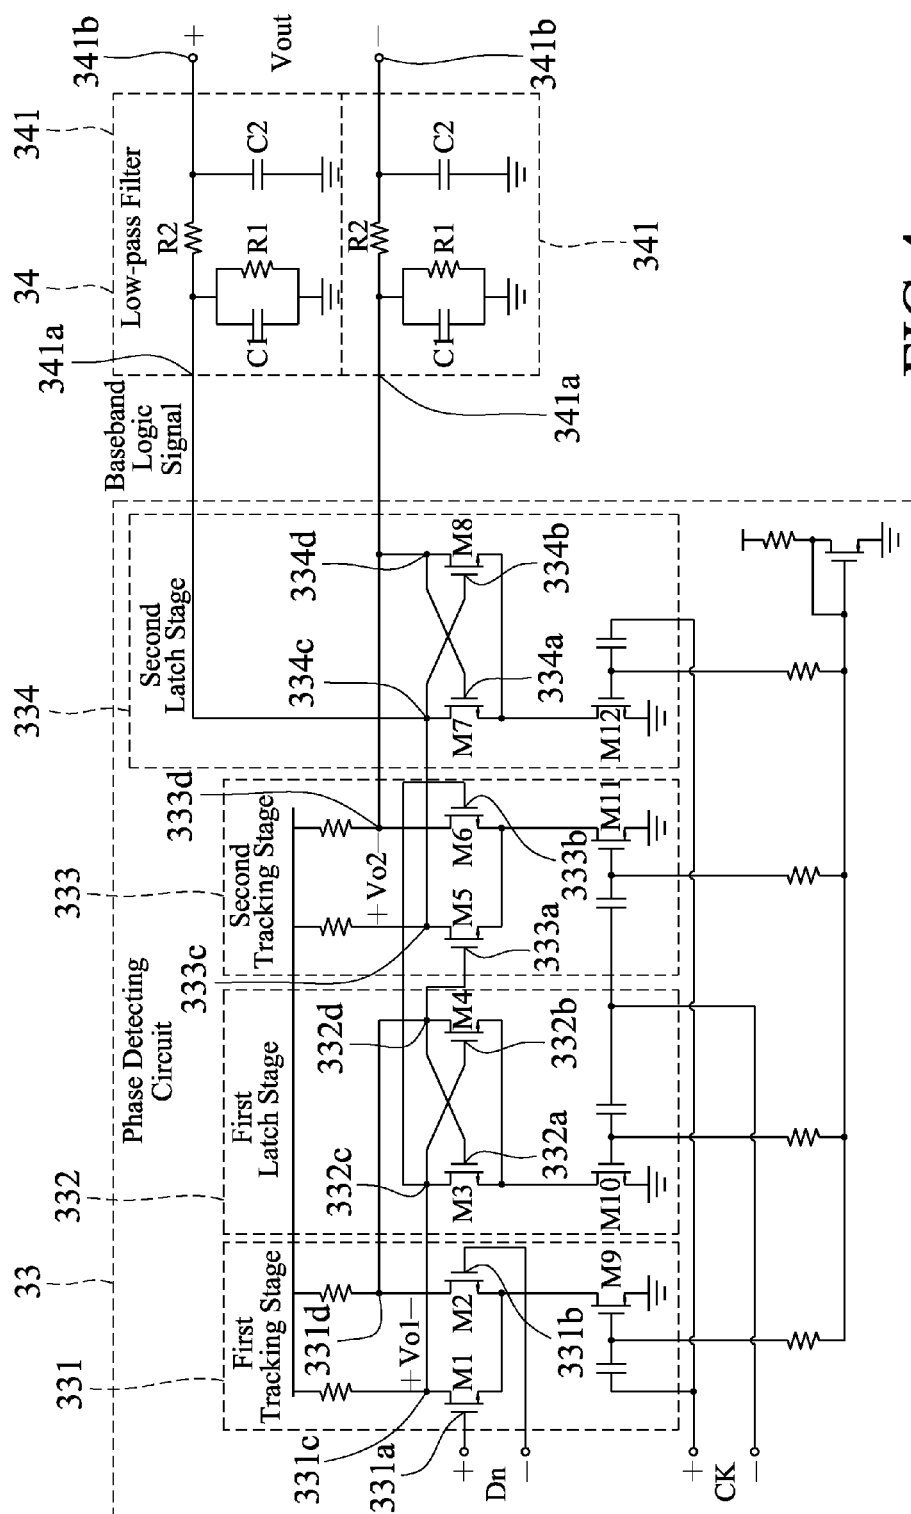 341b
+
Vout
−
341b
341
Low-pass Filter
34
R2
C2
R1
C1
R2
C2
R1
C1
341
341a
341a
Baseband
Logic
Signal
334
Second
Latch Stage
334c
334d
M7
M8
334a
334b
M12
333
Second
Tracking Stage
333c
333d
+Vo2−
M5
M6
333a
333b
M11
Phase Detecting
Circuit
332
First
Latch Stage
332c
332d
M3
M4
332a
332b
M10
33
331
First
Tracking Stage
331c
331d
+Vo1−
331a
M1
M2
331b
M9
+
Dn
−
+
CK
−